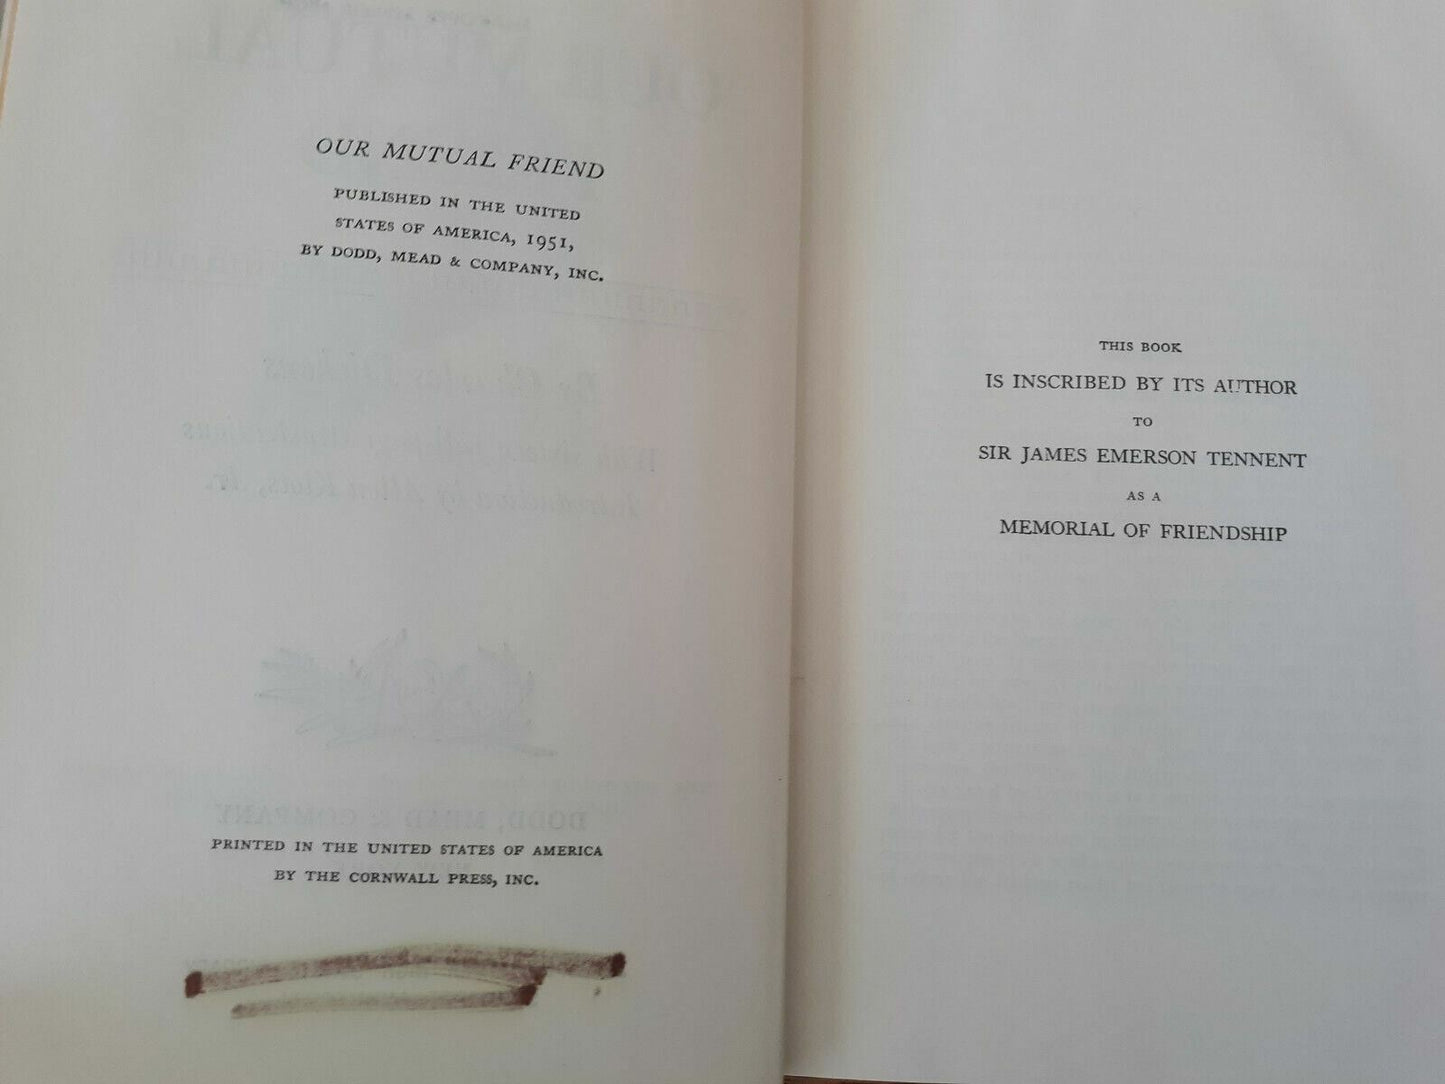 OUR MUTUAL FRIEND
PUBLISHED IN THE UNITED
STATES OF AMERICA, 1951,
BY DODD, MEAD & COMPANY, INC.
PRINTED IN THE UNITED STATES OF AMERICA
BY THE CORNWALL PRESS, INC.
THIS BOOK
IS INSCRIBED BY ITS AUTHOR
TO
SIR JAMES EMERSON TENNENT
AS A
MEMORIAL OF FRIENDSHIP